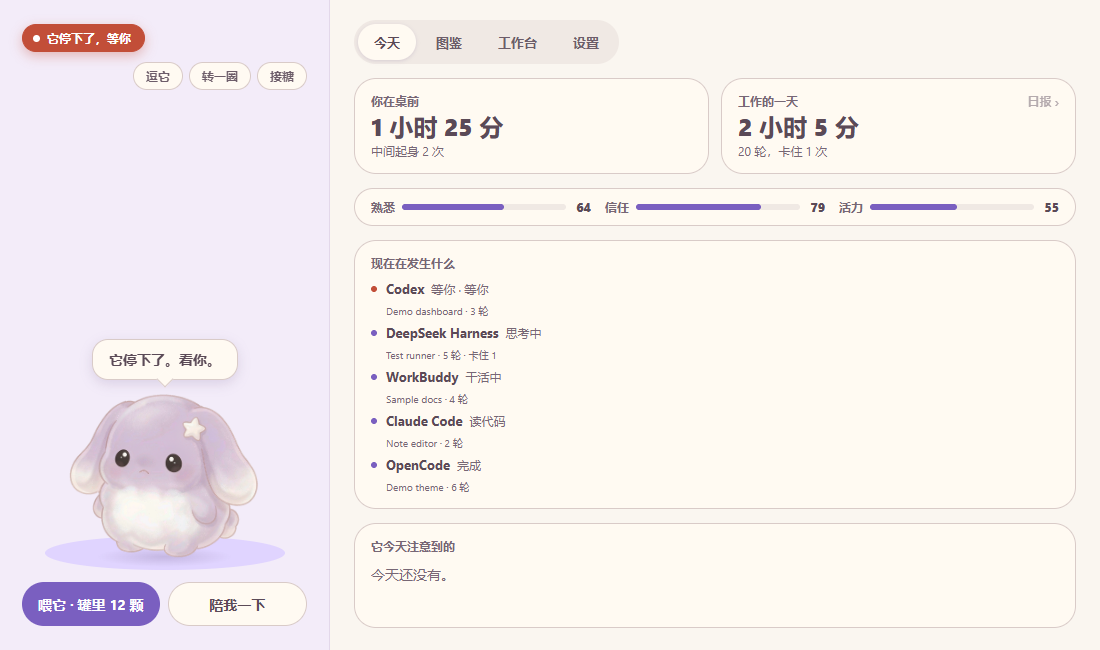 它停下了，等你
逗它
转一圈
接糖
它停下了。看你。
喂它 · 罐里 12 颗
陪我一下
今天
图鉴
工作台
设置
你在桌前
1 小时 25 分
中间起身 2 次
工作的一天
日报 ›
2 小时 5 分
20 轮，卡住 1 次
熟悉 64 信任 79 活力 55
现在在发生什么
Codex 等你 · 等你
Demo dashboard · 3 轮
DeepSeek Harness 思考中
Test runner · 5 轮 · 卡住 1
WorkBuddy 干活中
Sample docs · 4 轮
Claude Code 读代码
Note editor · 2 轮
OpenCode 完成
Demo theme · 6 轮
它今天注意到的
今天还没有。